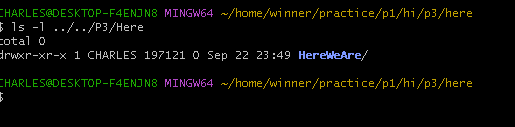 CHARLES@DESKTOP-F4ENJN8 MINGW64 ~/home/winner/practice/p1/hi/p3/here
$ ls -l ../../P3/Here
total 0
drwxr-xr-x 1 CHARLES 197121 0 Sep 22 23:49 HereWeAre/
CHARLES@DESKTOP-F4ENJN8 MINGW64 ~/home/winner/practice/p1/hi/p3/here
$